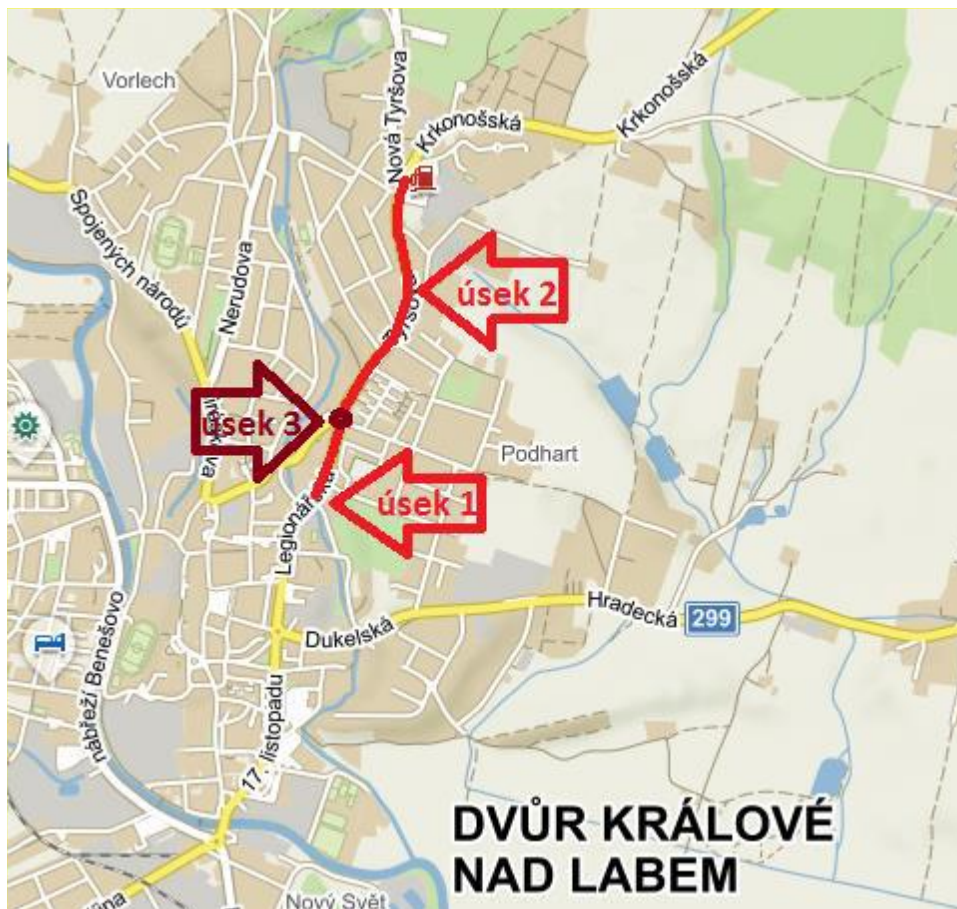 Vorlech
Nová Tyršova
Krkonošská
Krkonošská
Spojených národů
Nerudova
úsek 2
úsek 3
Podhart
úsek 1
Legionářská
Hradecká
299
Dukelská
nábřeží Benešovo
17. listopadu
DVŮR KRÁLOVÉ
NAD LABEM
Nový Svět